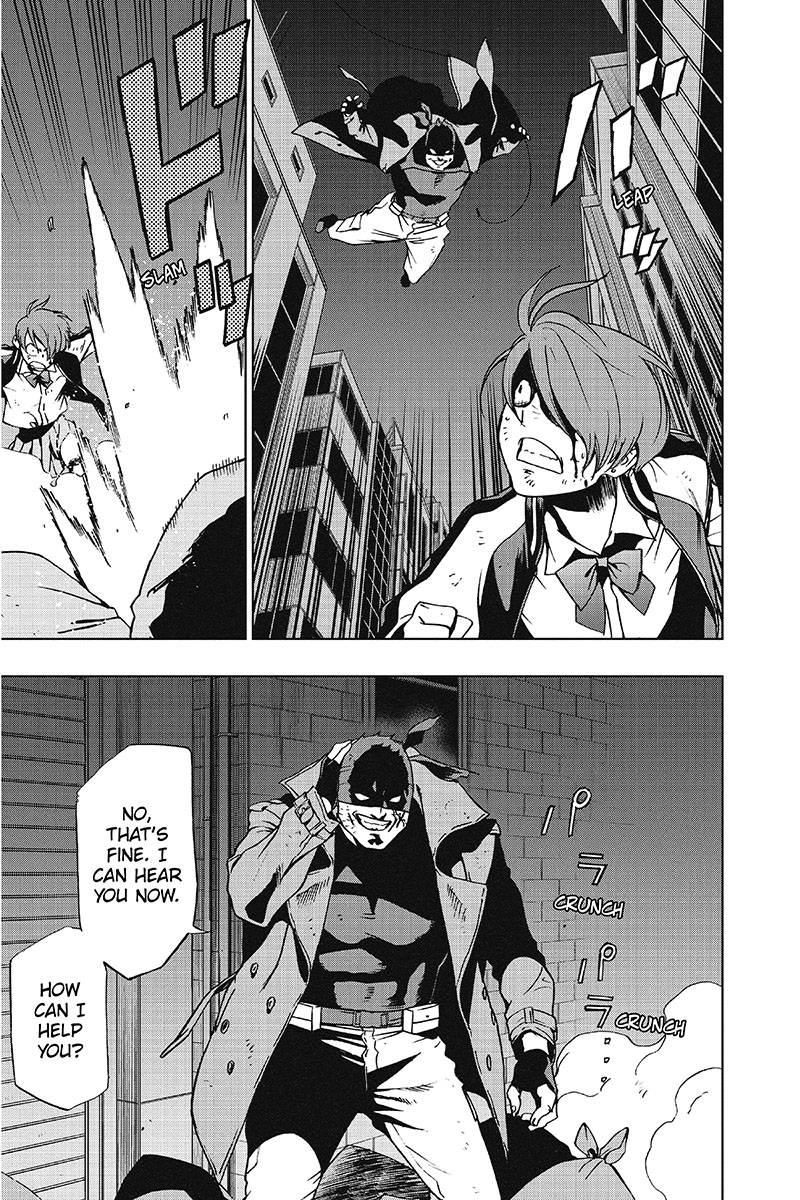 LEAP
SLAM
ド
NO,
THAT'S
FINE. I
CAN HEAR
YOU NOW.
HOW
CAN I
HELP
YOU?
パ
ラ
CRUNCH
パ
ラ
CRUNCH